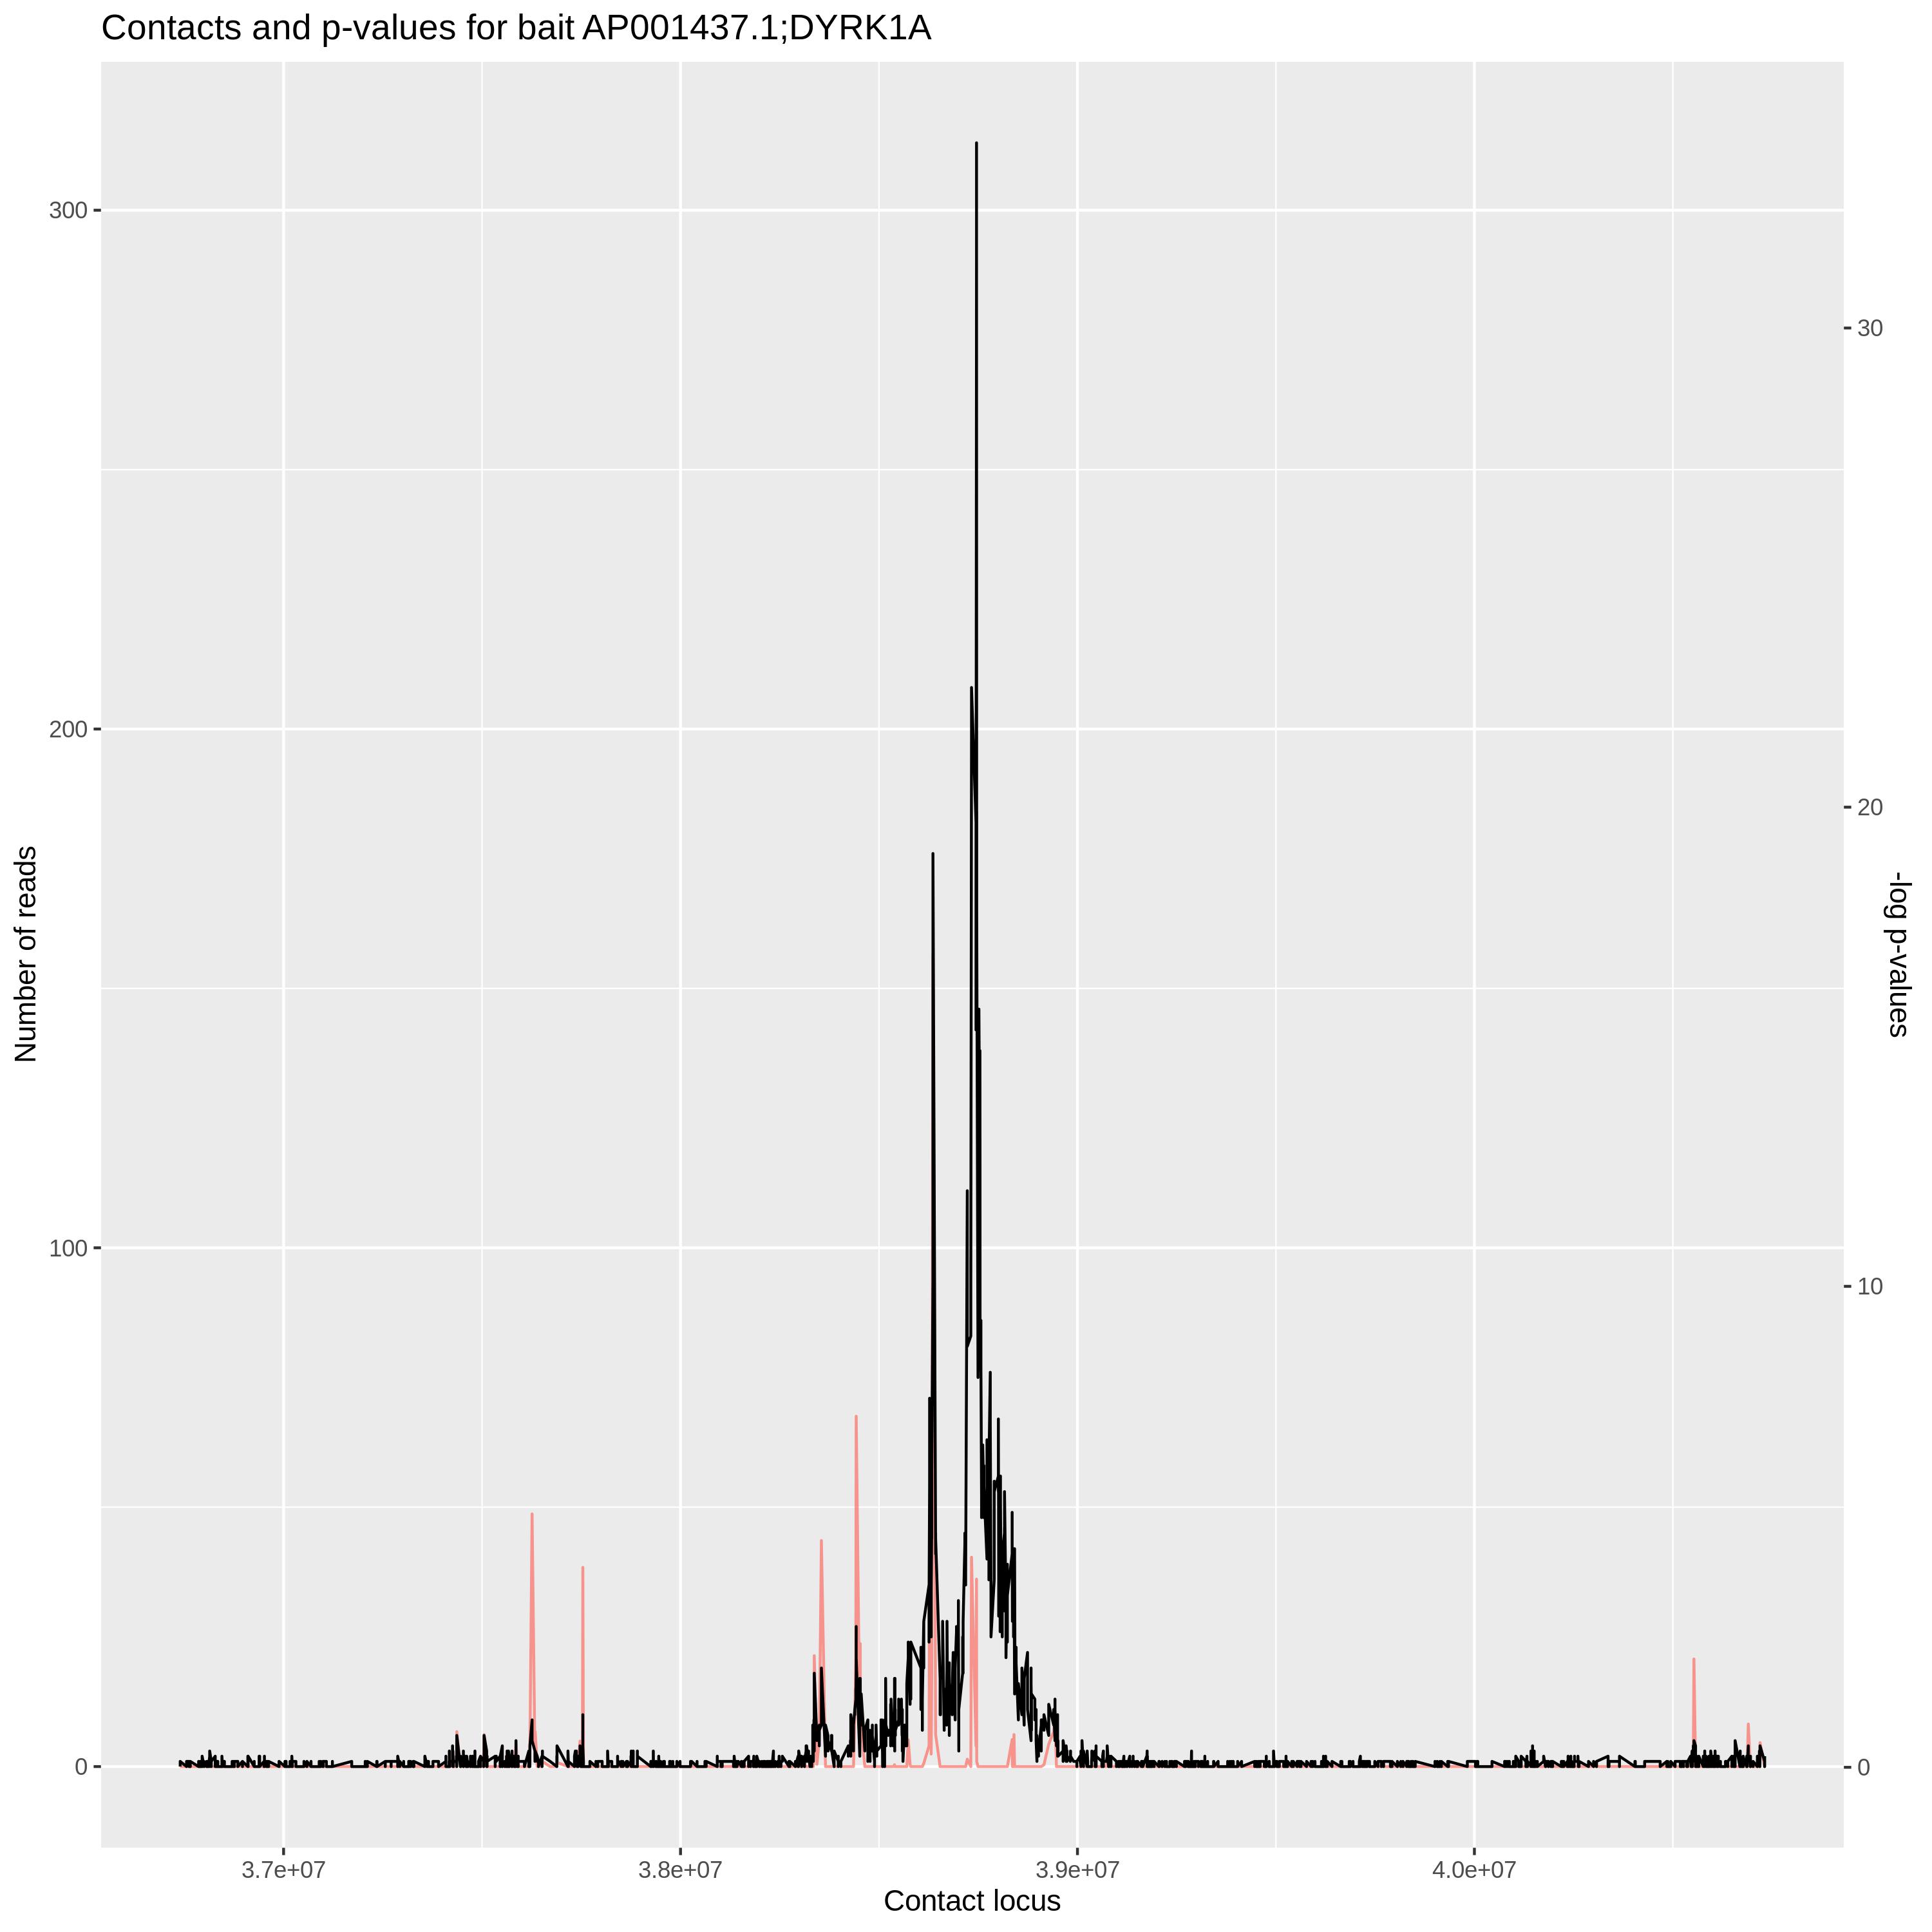 Contacts and p-values for bait AP001437.1;DYRK1A
300
200
100
0
Number of reads
30
20
10
0
-log p-values
3.7e+07
3.8e+07
3.9e+07
4.0e+07
Contact locus